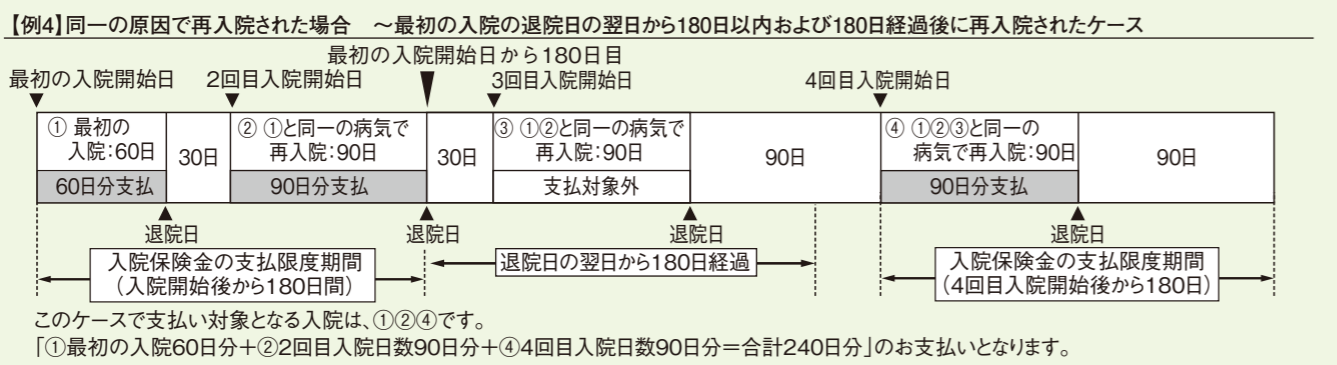 【例4】同一の原因で再入院された場合　～最初の入院の退院日の翌日から180日以内および180日経過後に再入院されたケース
最初の入院開始日から180日目
最初の入院開始日
2回目入院開始日
3回目入院開始日
4回目入院開始日
① 最初の
入院：60日
30日
② ①と同一の病気で
再入院：90日
30日
③ ①②と同一の病気で
再入院：90日
90日
④ ①②③と同一の
病気で再入院：90日
90日
60日分支払
90日分支払
支払対象外
90日分支払
退院日
退院日
退院日
退院日
入院保険金の支払限度期間
（入院開始後から180日間）
退院日の翌日から180日経過
入院保険金の支払限度期間
（4回目入院開始後から180日）
このケースで支払い対象となる入院は、①②④です。
「①最初の入院60日分＋②2回目入院日数90日分＋④4回目入院日数90日分＝合計240日分」のお支払いとなります。